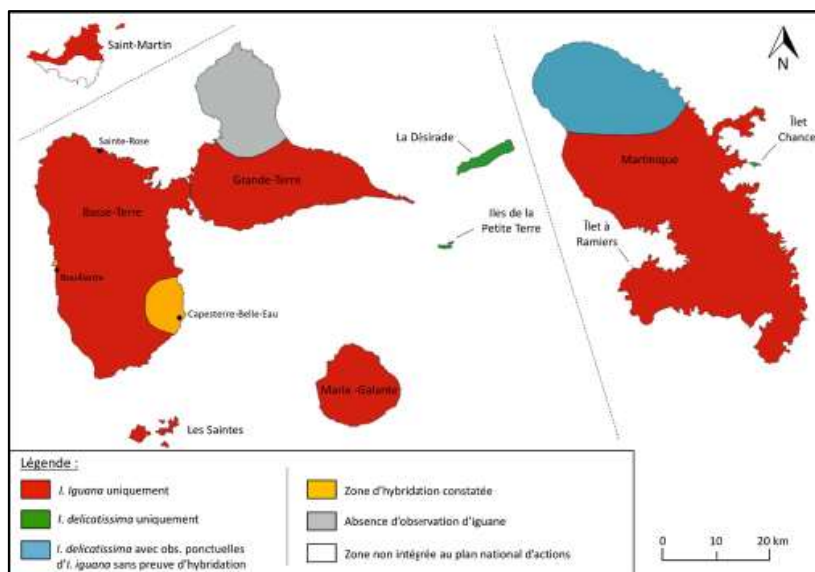 Saint-Martin
N
Sainte-Rose
La Désirade
Îlet
Chancel
Martinique
Grande-Terre
Basse-Terre
Iles de la
Petite Terre
Îlet à
Ramiers
Bouillante
Capesterre-Belle-Eau
Marie-Galante
Les Saintes
Légende :
I. Iguana uniquement
I. delicatissima uniquement
I. delicatissima avec obs. ponctuelles
d'I. iguana sans preuve d'hybridation
Zone d'hybridation constatée
Absence d'observation d'iguane
Zone non intégrée au plan national d'actions
0 10 20 km